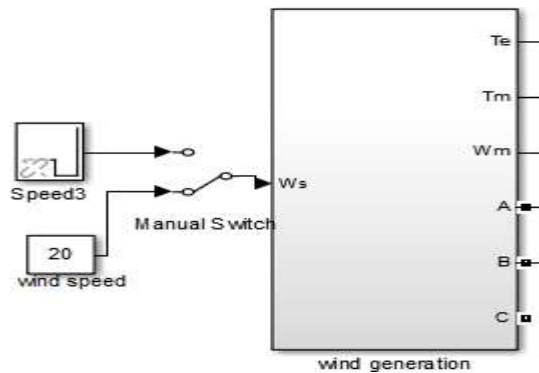 Te
Tm
Wm
Speed3
Ws
A
Manual Switch
20
B
wind speed
C
wind generation